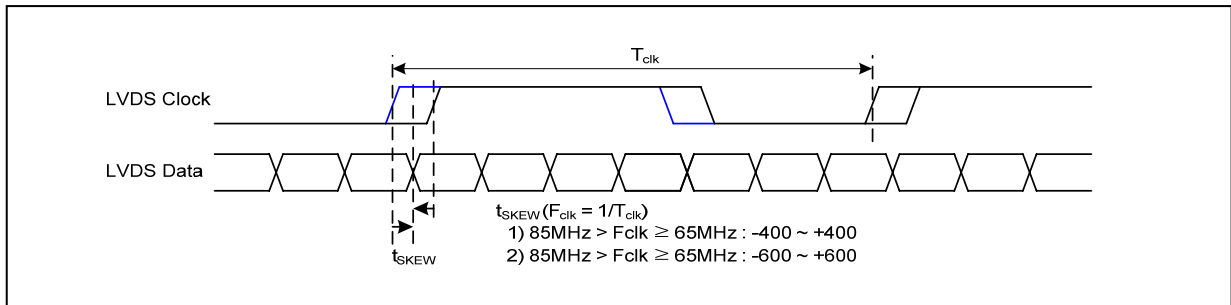 T_clk
LVDS Clock
LVDS Data
t_SKEW (F_clk = 1/T_clk)
1) 85MHz > Fclk ≥ 65MHz : -400 ~ +400
t_SKEW 2) 85MHz > Fclk ≥ 65MHz : -600 ~ +600